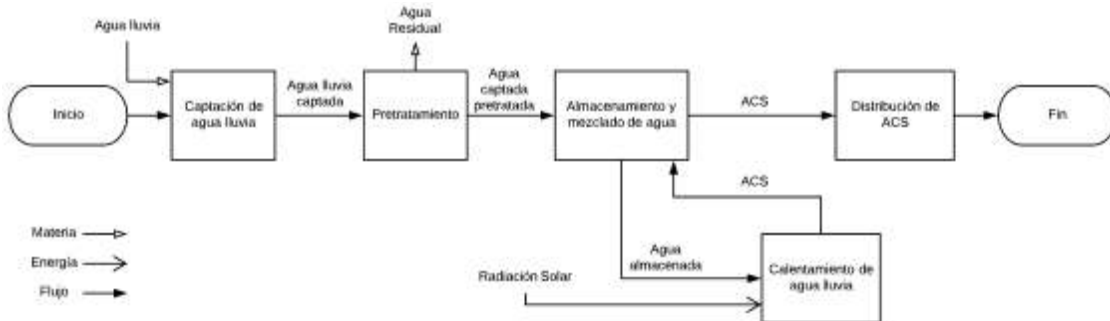 Agua lluvia
Agua
Residual
Inicio
Captación de
agua lluvia
Agua lluvia
captada
Pretratamiento
Agua
captada
pretratada
Almacenamiento y
mezclado de agua
ACS
Distribución de
ACS
Fin
ACS
Materia
Energía
Flujo
Agua
almacenada
Radiación Solar
Calentamiento de
agua lluvia